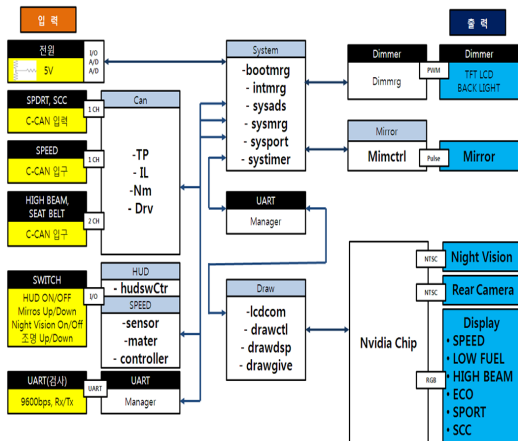 입 력
출 력
전원
5V
I/O
A/D
A/D
SPDRT, SCC
C-CAN 입력
1 CH
SPEED
C-CAN 입구
1 CH
HIGH BEAM,
SEAT BELT
C-CAN 입구
2 CH
SWITCH
HUD ON/OFF
Mirros Up/Down
Night Vision On/Off
조명 Up/Down
I/O
UART(검사)
9600bps, Rx/Tx
UART
Can
-TP
- IL
-Nm
- Drv
HUD
- hudswCtr
SPEED
-sensor
-mater
- controller
UART
Manager
System
-bootmrg
- intmrg
- sysads
- sysmrg
- sysport
- systimer
UART
Manager
Draw
-lcdcom
- drawctl
- drawdsp
- drawgive
Dimmer
Dimmrg
PWM
Dimmer
TFT LCD
BACK LIGHT
Mirror
Mimctrl
Pulse
Mirror
Nvidia Chip
NTSC
Night Vision
NTSC
Rear Camera
RGB
Display
• SPEED
• LOW FUEL
• HIGH BEAM
• ECO
• SPORT
• SCC